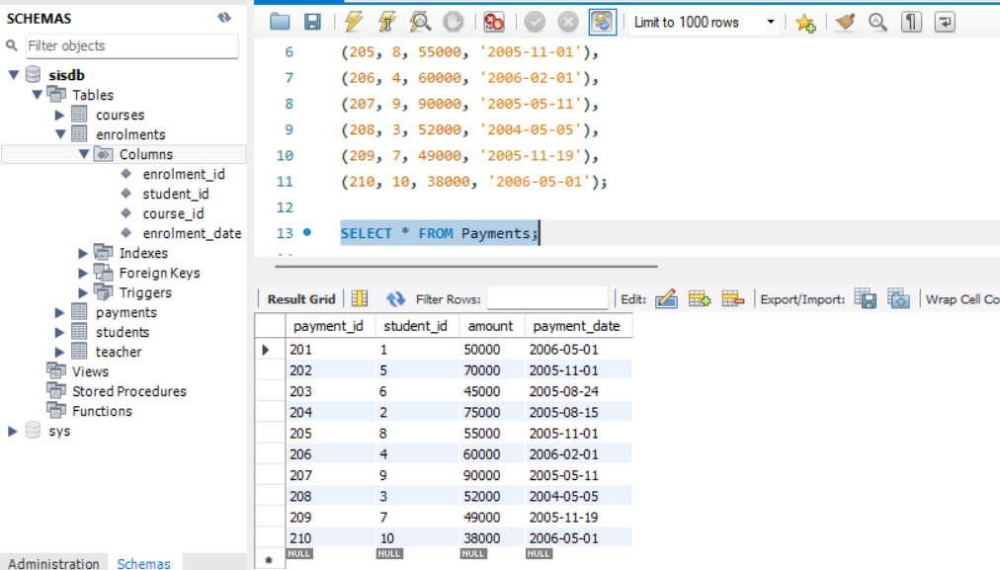 SCHEMAS
Filter objects
sisdb
Tables
courses
enrolments
Columns
enrolment_id
student_id
course_id
enrolment_date
Indexes
Foreign Keys
Triggers
payments
students
teacher
Views
Stored Procedures
Functions
sys
Administration Schemas
Limit to 1000 rows
6 (205, 8, 55000, '2005-11-01'),
7 (206, 4, 60000, '2006-02-01'),
8 (207, 9, 90000, '2005-05-11'),
9 (208, 3, 52000, '2004-05-05'),
10 (209, 7, 49000, '2005-11-19'),
11 (210, 10, 38000, '2006-05-01');
12
13 SELECT * FROM Payments;
Result Grid Filter Rows: Edit: Export/Import: Wrap Cell Co
payment_id student_id amount payment_date
201 1 50000 2006-05-01
202 5 70000 2005-11-01
203 6 45000 2005-08-24
204 2 75000 2005-08-15
205 8 55000 2005-11-01
206 4 60000 2006-02-01
207 9 90000 2005-05-11
208 3 52000 2004-05-05
209 7 49000 2005-11-19
210 10 38000 2006-05-01
NULL NULL NULL NULL